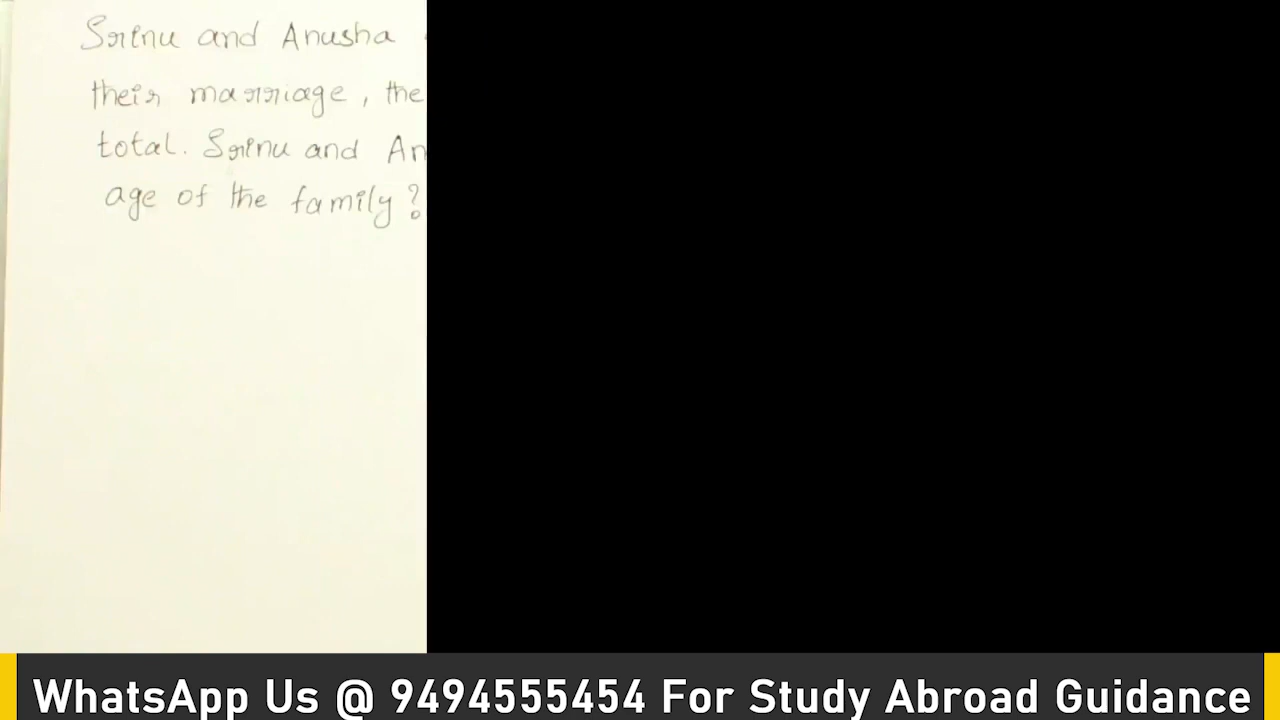 Srinu and Anusha
their marriage, the
total. Srinu and An
age of the family?
WhatsApp Us @ 9494555454 For Study Abroad Guidance